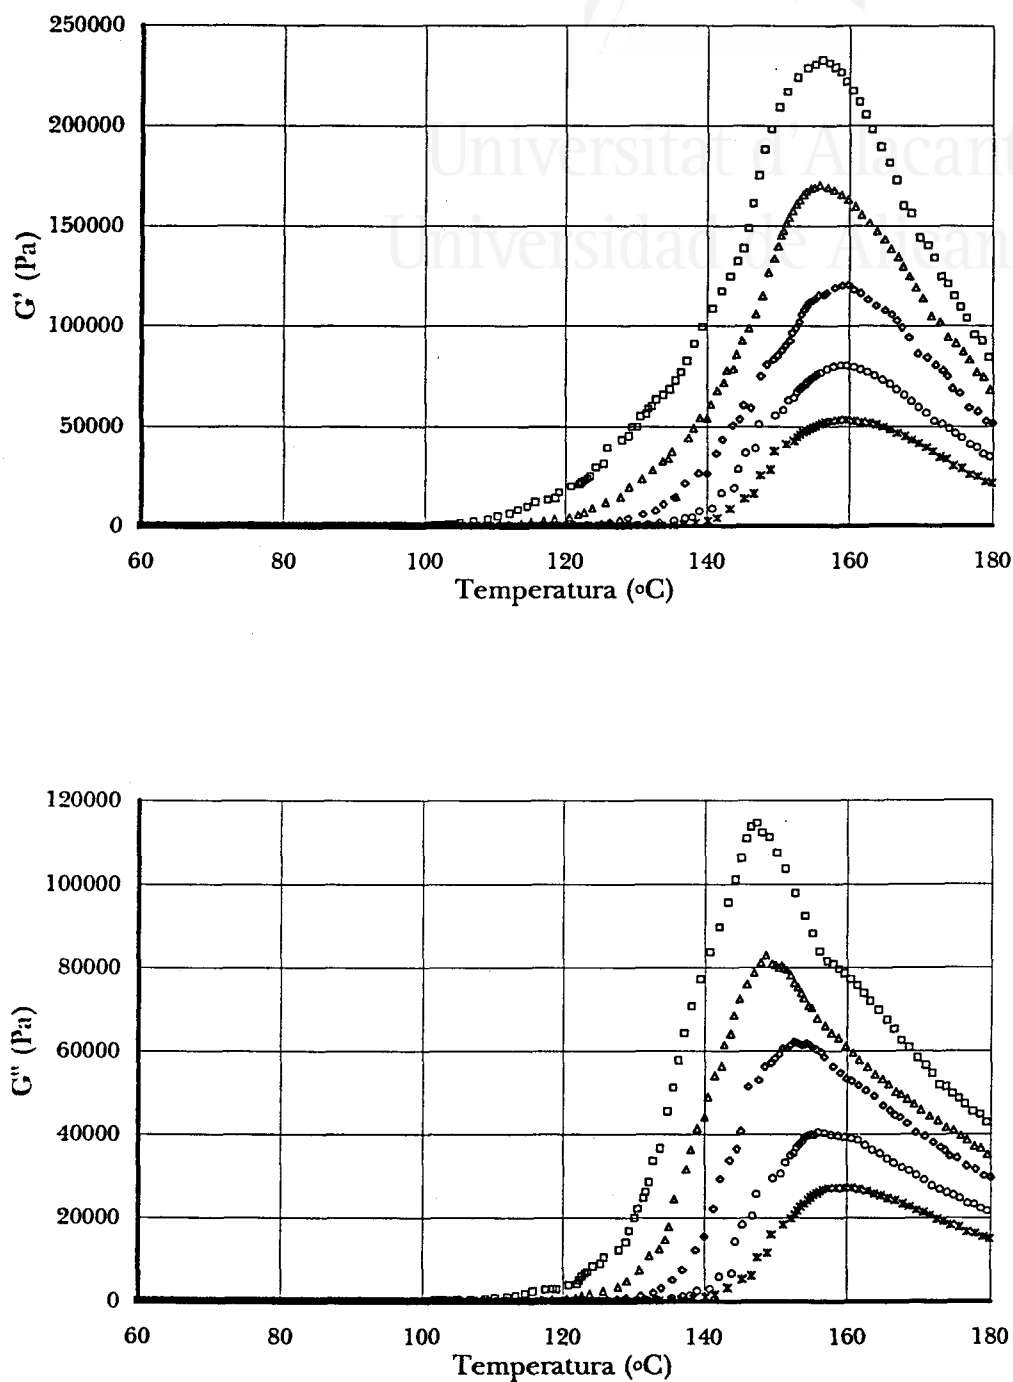 250000
200000
150000
100000
50000
0
G' (Pa)
60 80 100 120 140 160 180
Temperatura (oC)
Universitat d'Alacant
Universidad de Alicant
120000
100000
80000
60000
40000
20000
0
G" (Pa)
60 80 100 120 140 160 180
Temperatura (oC)